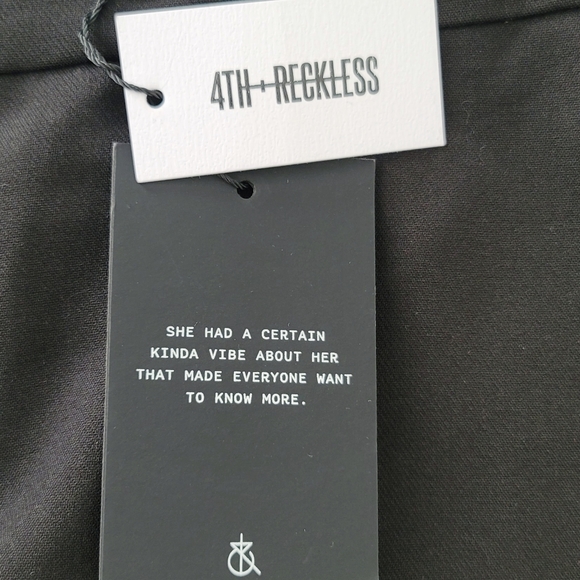 4TH + RECKLESS
SHE HAD A CERTAIN
KINDA VIBE ABOUT HER
THAT MADE EVERYONE WANT
TO KNOW MORE.